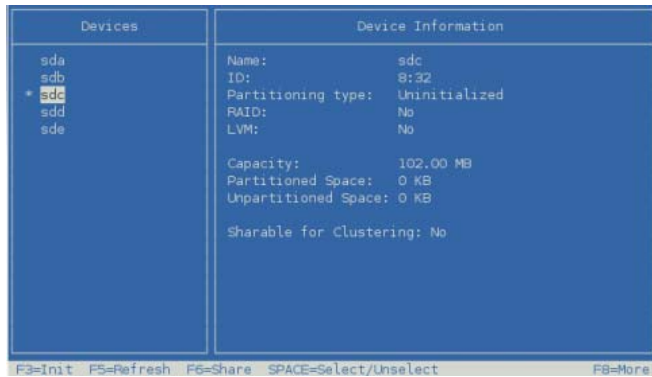 Devices
Device Information
sda
sdb
* sdc
sdd
sde
Name: sdc
ID: 8:32
Partitioning type: Uninitialized
RAID: No
LVM: No
Capacity: 102.00 MB
Partitioned Space: 0 KB
Unpartitioned Space: 0 KB
Sharable for Clustering: No
F3=Init F5=Refresh F6=Share SPACE=Select/Unselect F8=More